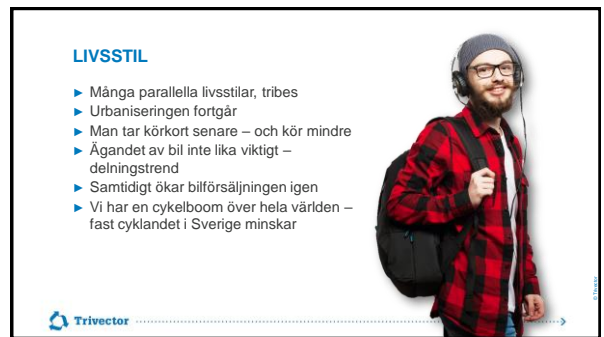 LIVSSTIL
► Många parallella livsstilar, tribes
► Urbaniseringen fortgår
► Man tar körkort senare – och kör mindre
► Ägandet av bil inte lika viktigt –
delningstrend
► Samtidigt ökar bilförsäljningen igen
► Vi har en cykelboom över hela världen –
fast cyklandet i Sverige minskar
Trivector
© Trivector